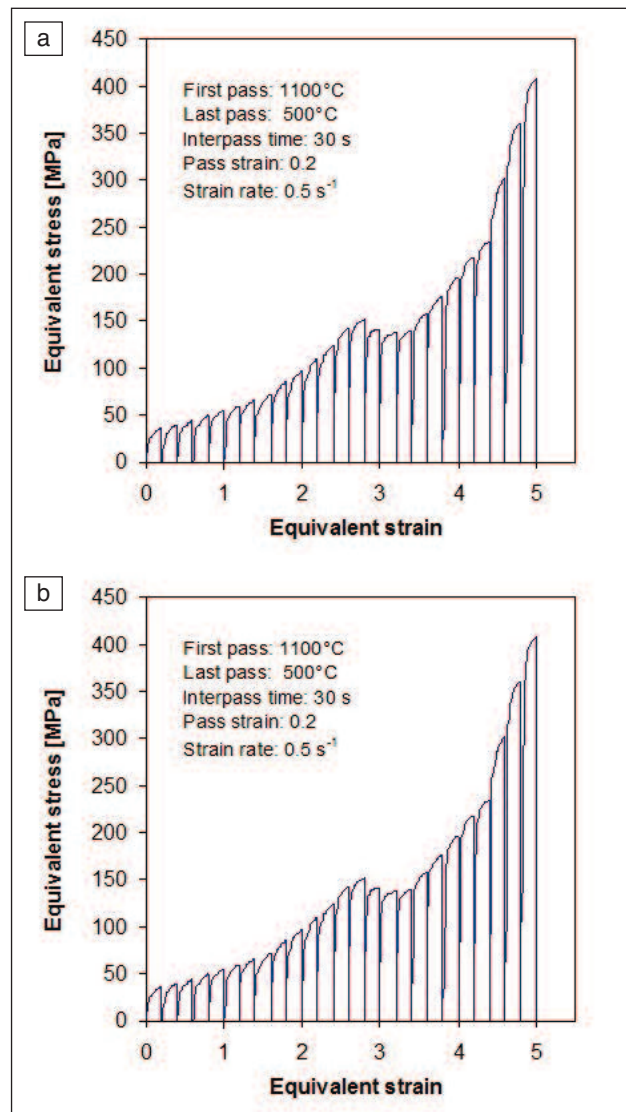 a
450
400
350
300
250
200
150
100
50
0
Equivalent stress [MPa]
First pass: 1100°C
Last pass: 500°C
Interpass time: 30 s
Pass strain: 0.2
Strain rate: 0.5 s⁻¹
0 1 2 3 4 5
Equivalent strain
b
450
400
350
300
250
200
150
100
50
0
Equivalent stress [MPa]
First pass: 1100°C
Last pass: 500°C
Interpass time: 30 s
Pass strain: 0.2
Strain rate: 0.5 s⁻¹
0 1 2 3 4 5
Equivalent strain